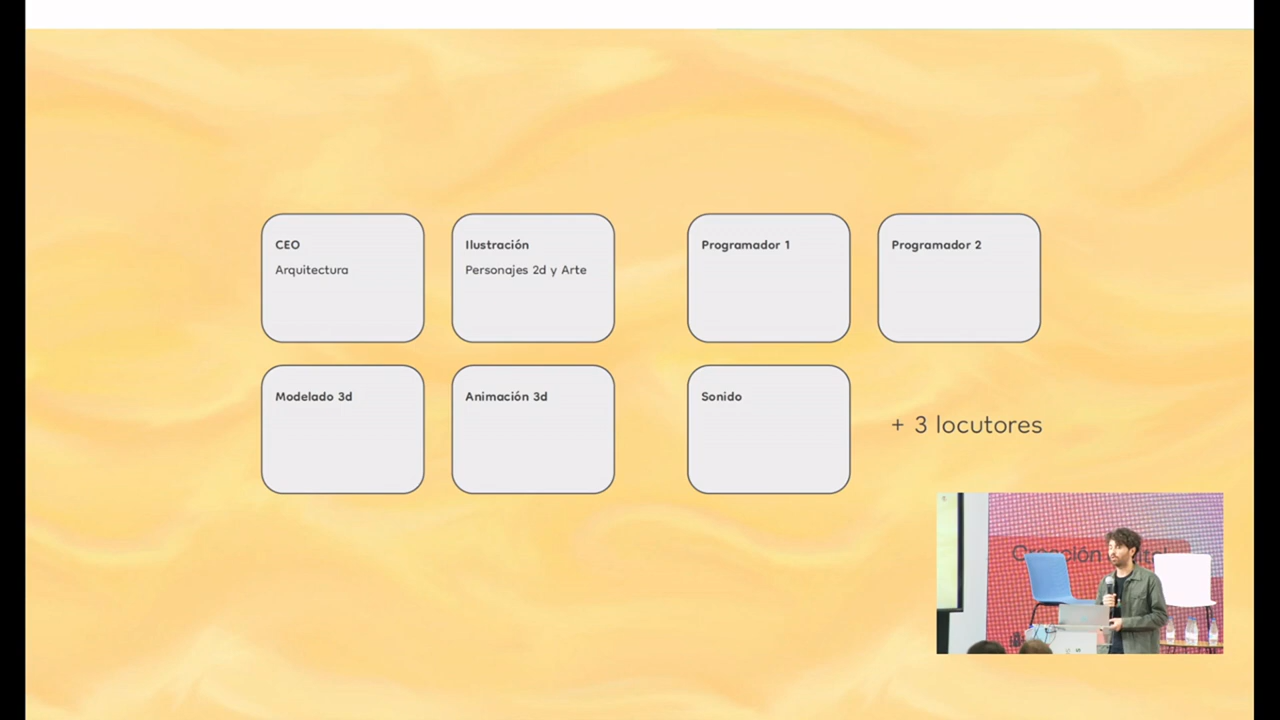 CEO
Arquitectura
Ilustración
Personajes 2d y Arte
Programador 1
Programador 2
Modelado 3d
Animación 3d
Sonido
+ 3 locutores